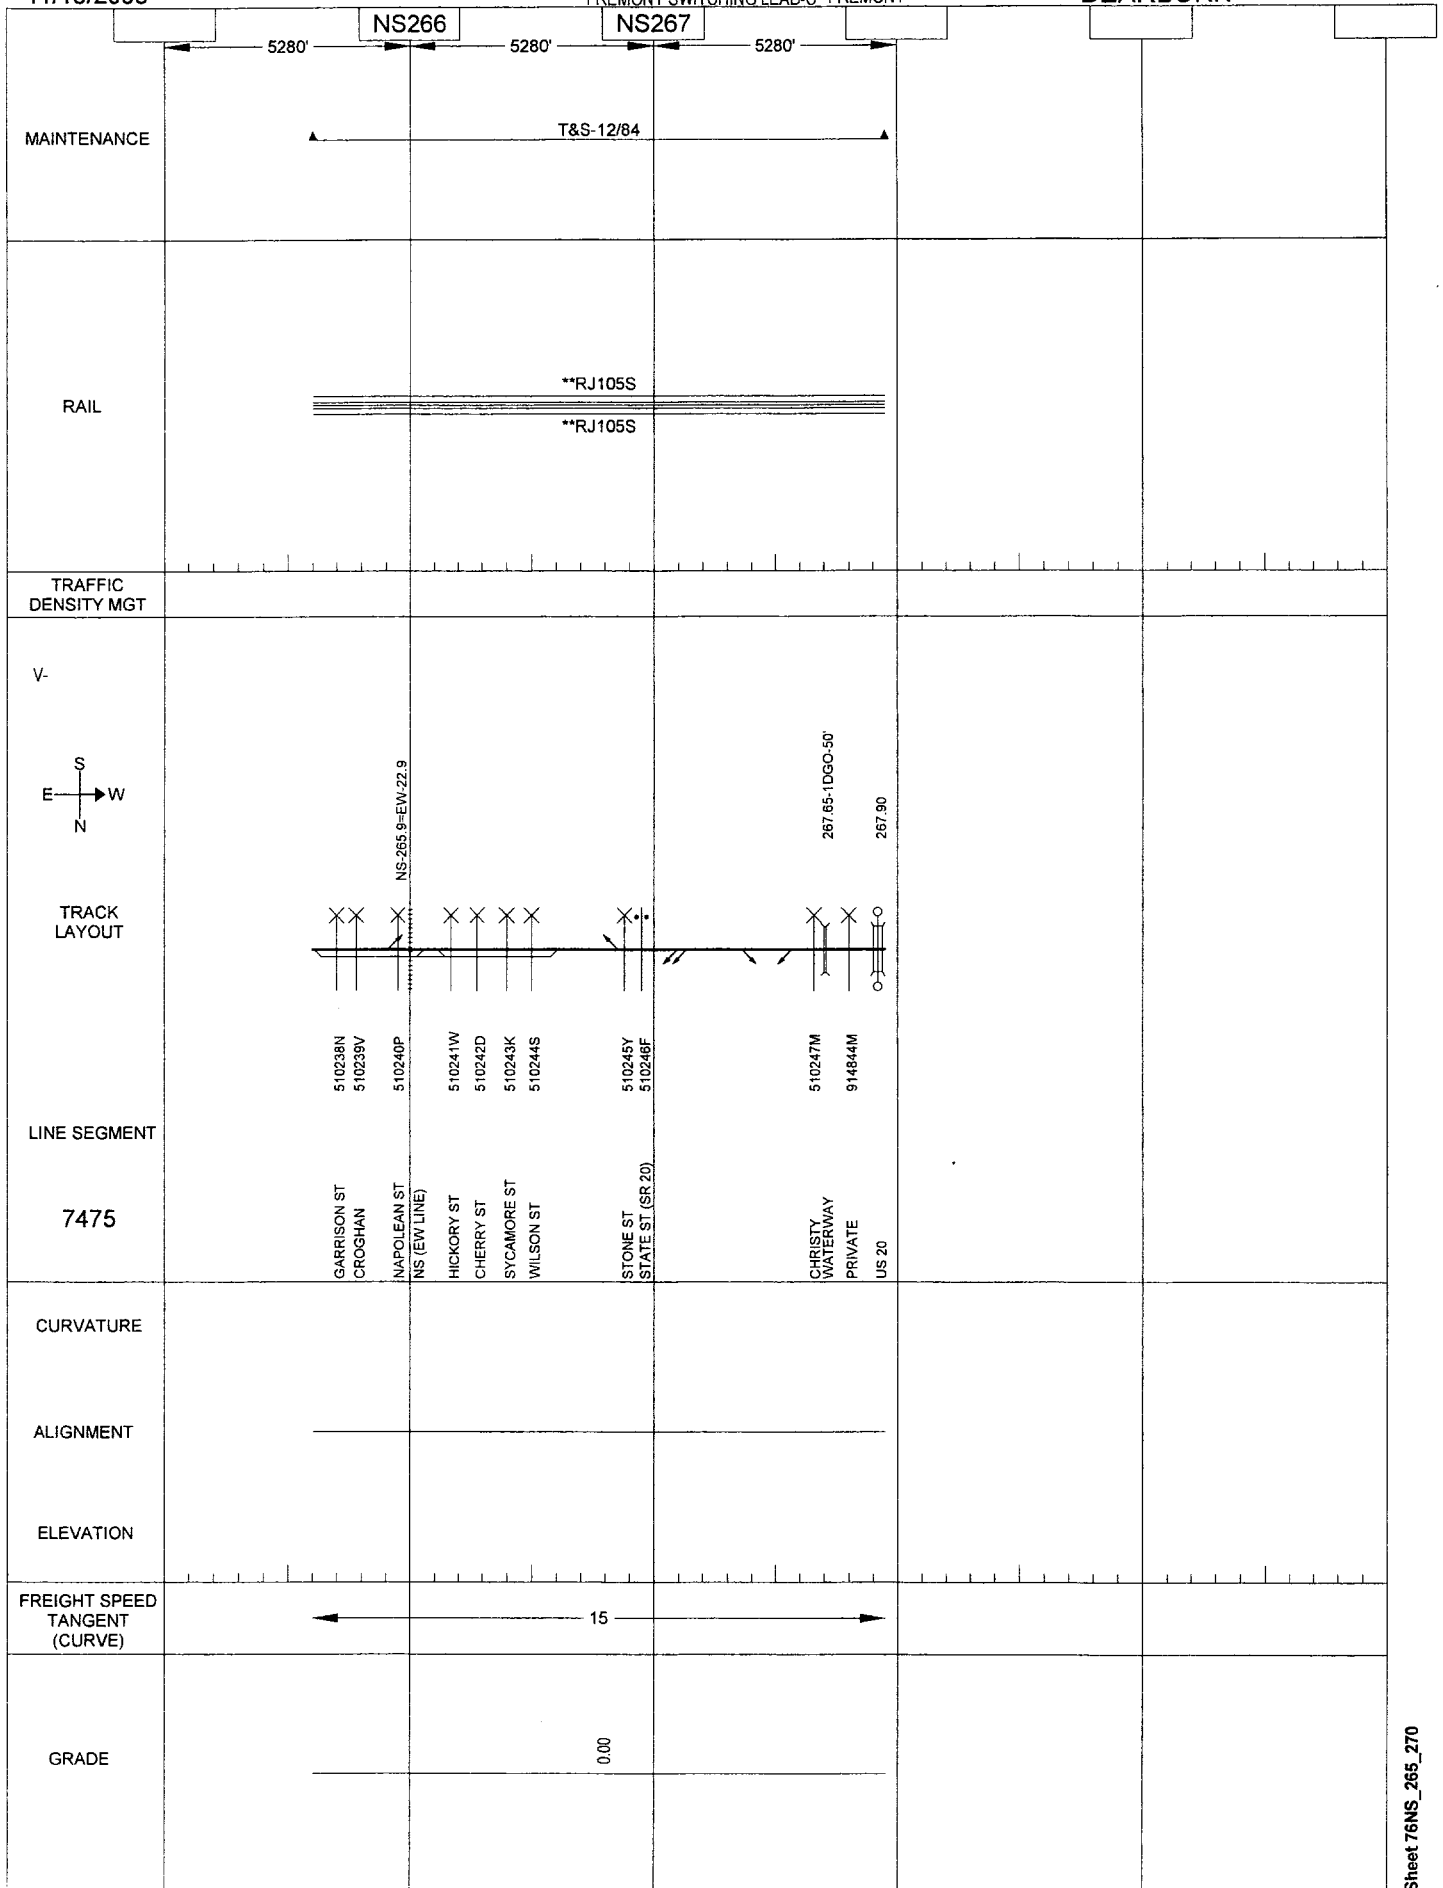 NS266
NS267
5280'
5280'
5280'
MAINTENANCE
T&S-12/84
RAIL
**RJ105S
**RJ105S
TRAFFIC
DENSITY MGT
V-
S
E
W
N
NS-265.9=EW-22.9
267.65-1DGO-50'
267.90
TRACK
LAYOUT
510238N
510239V
510240P
510241W
510242D
510243K
510244S
510245Y
510246F
510247M
914844M
LINE SEGMENT
7475
GARRISON ST
CROGHAN
NAPOLEAN ST
NS (EW LINE)
HICKORY ST
CHERRY ST
SYCAMORE ST
WILSON ST
STONE ST
STATE ST (SR 20)
CHRISTY
WATERWAY
PRIVATE
US 20
CURVATURE
ALIGNMENT
ELEVATION
FREIGHT SPEED
TANGENT
(CURVE)
15
GRADE
0.00
Sheet 76NS_265_270